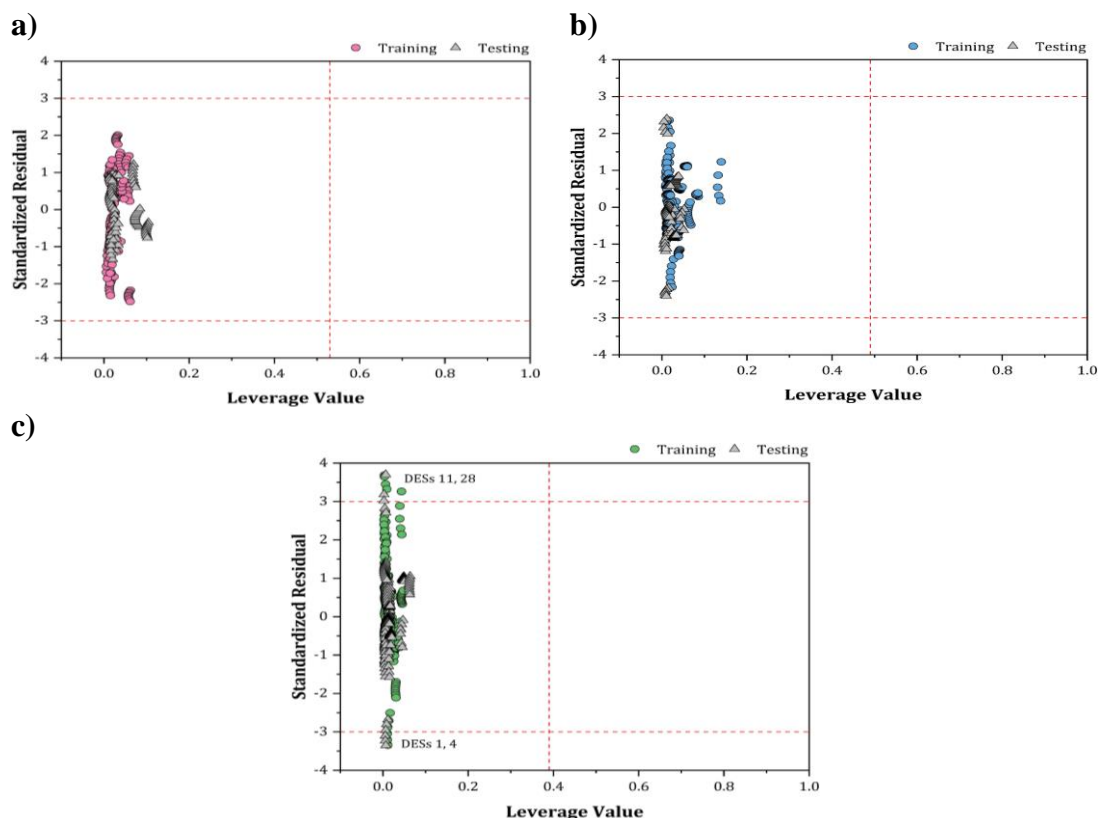 a)
Training Testing
4
3
2
1
0
-1
-2
-3
-4
Standardized Residual
0.0 0.2 0.4 0.6 0.8 1.0
Leverage Value
b)
Training Testing
4
3
2
1
0
-1
-2
-3
-4
Standardized Residual
0.0 0.2 0.4 0.6 0.8 1.0
Leverage Value
c)
Training Testing
4
3
2
1
0
-1
-2
-3
-4
Standardized Residual
DESs 11, 28
DESs 1, 4
0.0 0.2 0.4 0.6 0.8 1.0
Leverage Value